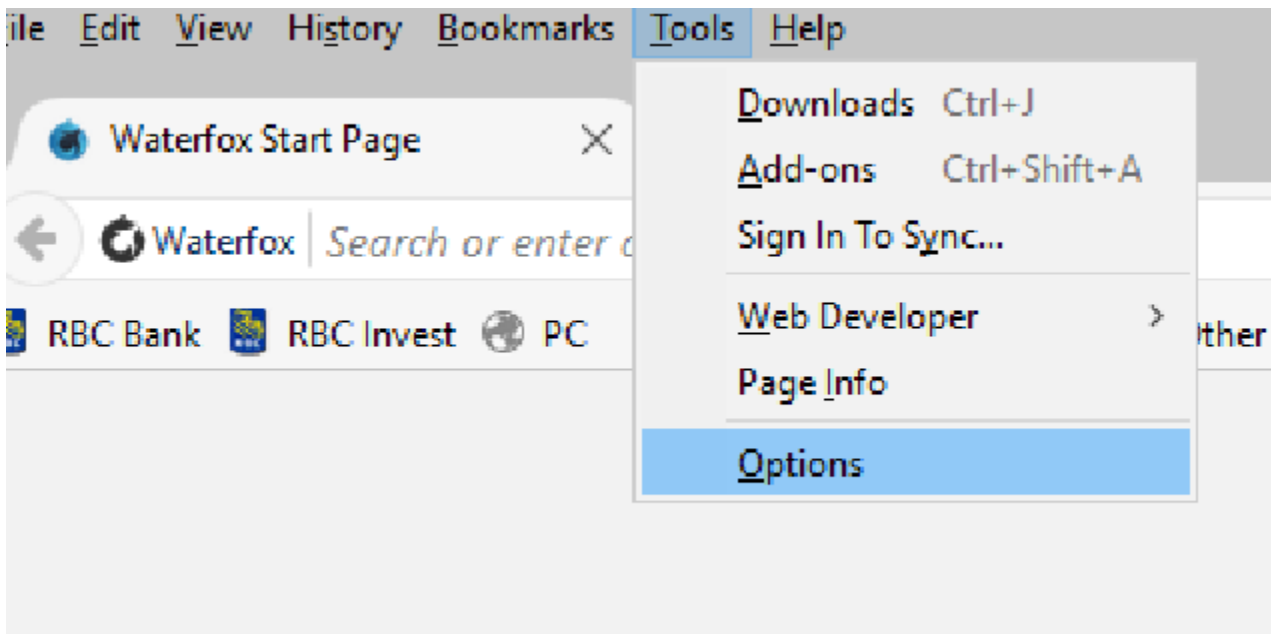 ile Edit View History Bookmarks Tools Help
Downloads Ctrl+J
Waterfox Start Page
Add-ons Ctrl+Shift+A
Waterfox Search or enter
Sign In To Sync...
Web Developer
RBC Bank RBC Invest PC ther
Page Info
Options